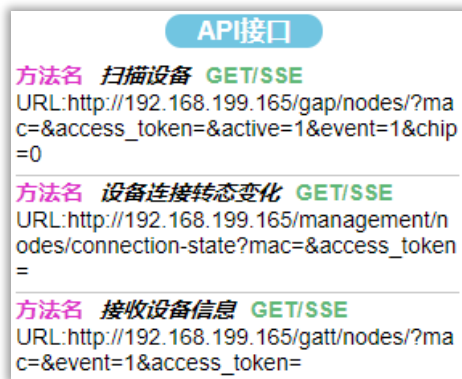 API接口
方法名 扫描设备 GET/SSE
URL:http://192.168.199.165/gap/nodes/?ma
c=&access_token=&active=1&event=1&chip
=0
方法名 设备连接转态变化 GET/SSE
URL:http://192.168.199.165/management/n
odes/connection-state?mac=&access_token
=
方法名 接收设备信息 GET/SSE
URL:http://192.168.199.165/gatt/nodes/?ma
c=&event=1&access_token=